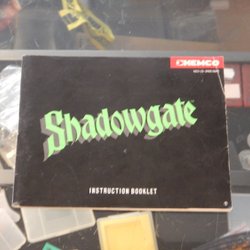 KEMCO
Shadowgate
INSTRUCTION BOOKLET